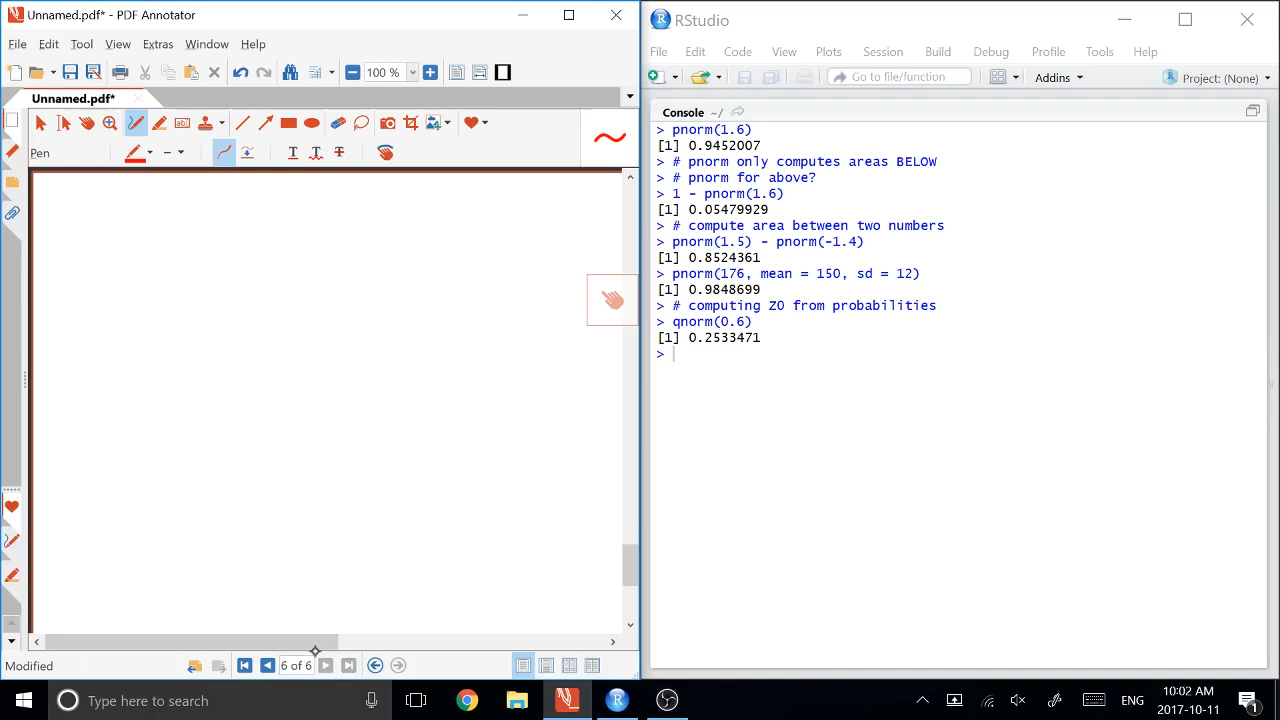 Unnamed.pdf* - PDF Annotator
File Edit Tool View Extras Window Help
100 %
Unnamed.pdf*
Pen
6 of 6
Modified
RStudio
File Edit Code View Plots Session Build Debug Profile Tools Help
Go to file/function
Addins
Project: (None)
Console ~/
> pnorm(1.6)
[1] 0.9452007
> # pnorm only computes areas BELOW
> # pnorm for above?
> 1 - pnorm(1.6)
[1] 0.05479929
> # compute area between two numbers
> pnorm(1.5) - pnorm(-1.4)
[1] 0.8524361
> pnorm(176, mean = 150, sd = 12)
[1] 0.9848699
> # computing Z0 from probabilities
> qnorm(0.6)
[1] 0.2533471
>
Type here to search
ENG
10:02 AM
2017-10-11
1